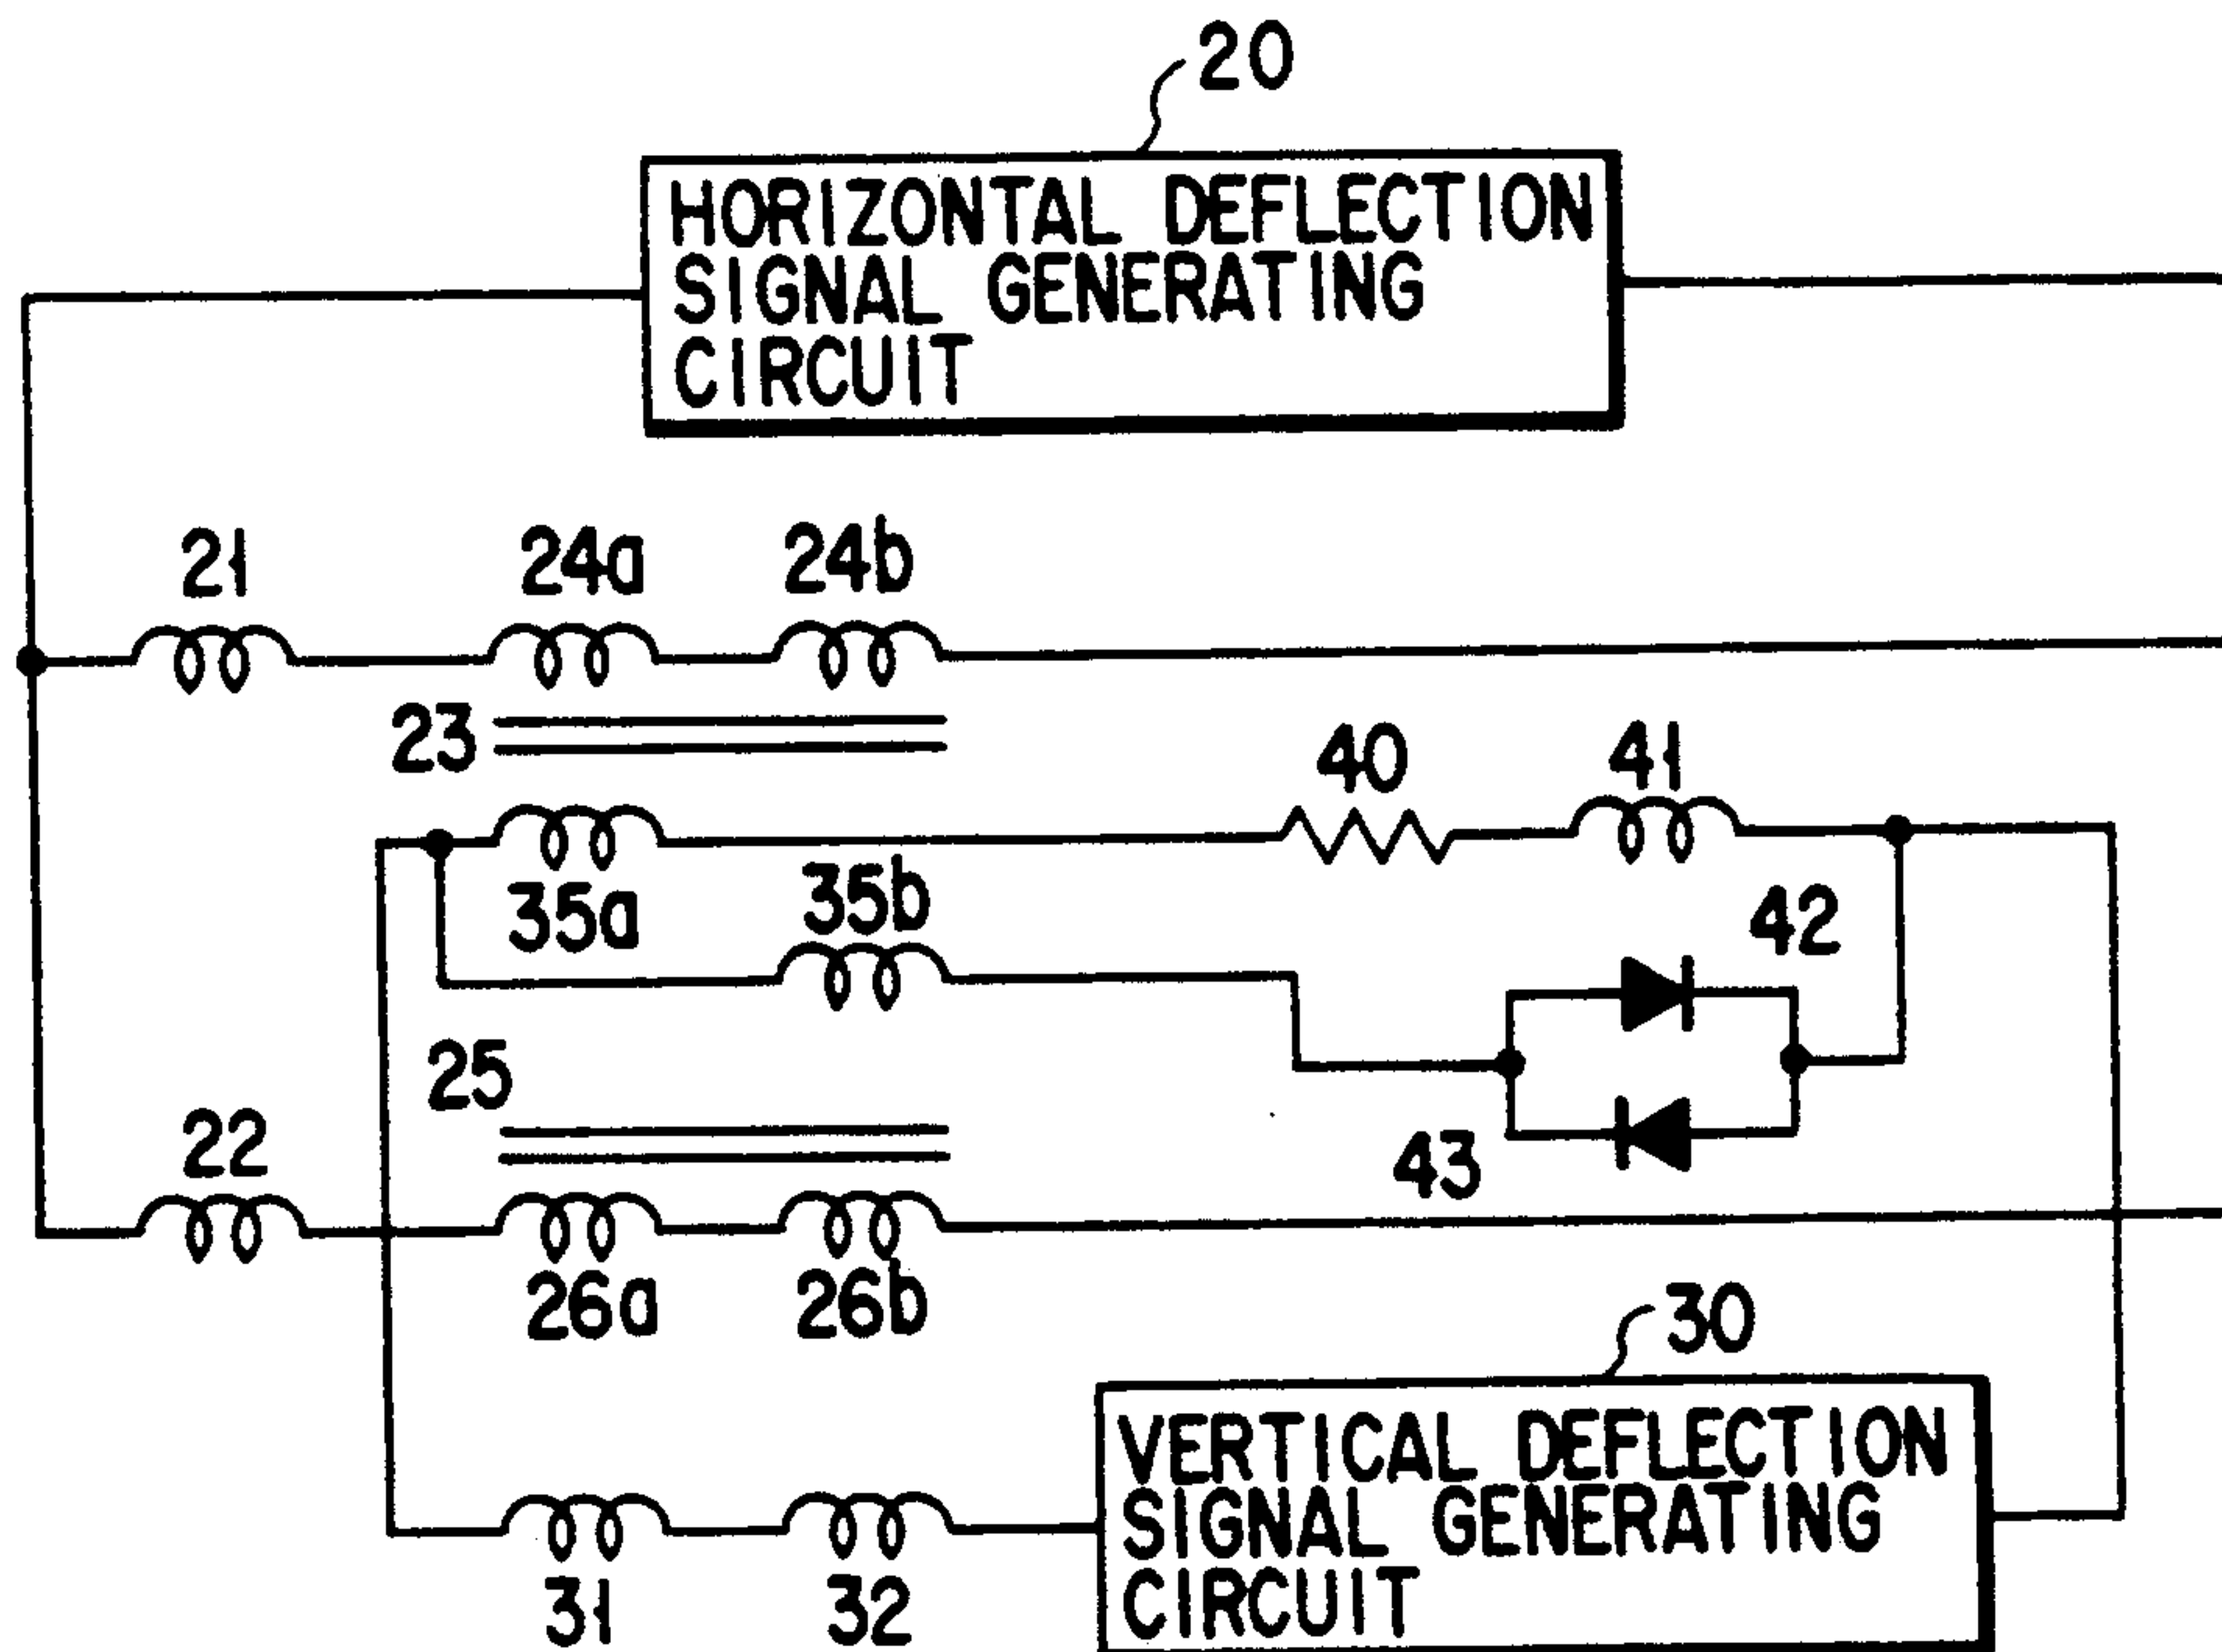 20
HORIZONTAL DEFLECTION
SIGNAL GENERATING
CIRCUIT
21
24a
24b
23
40
41
35a
35b
42
25
43
22
26a
26b
30
VERTICAL DEFLECTION
SIGNAL GENERATING
CIRCUIT
31
32